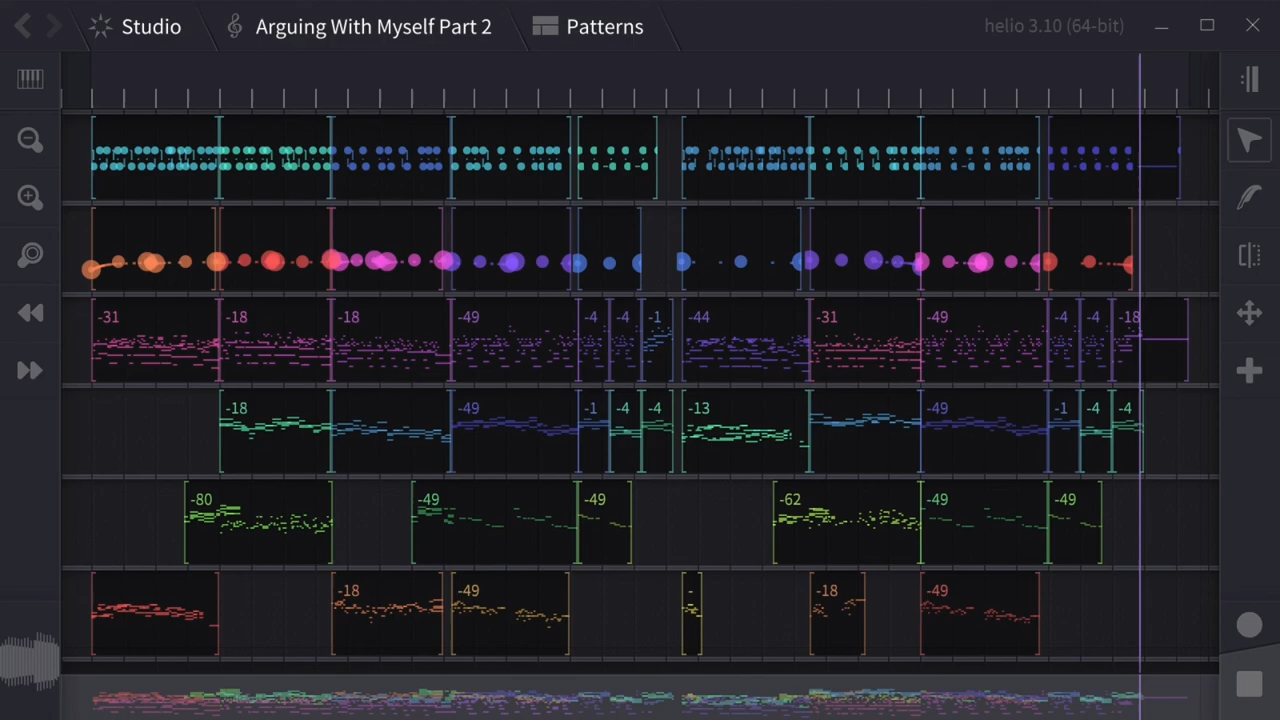 Studio Arguing With Myself Part 2 Patterns helio 3.10 (64-bit)
-31 -18 -18 -49 -4 -4 -1 -44 -31 -49 -4 -4 -18
-18 -49 -1 -4 -4 -13 -49 -1 -4 -4
-80 -49 -49 -62 -49 -49
-18 -49 - -18 -49